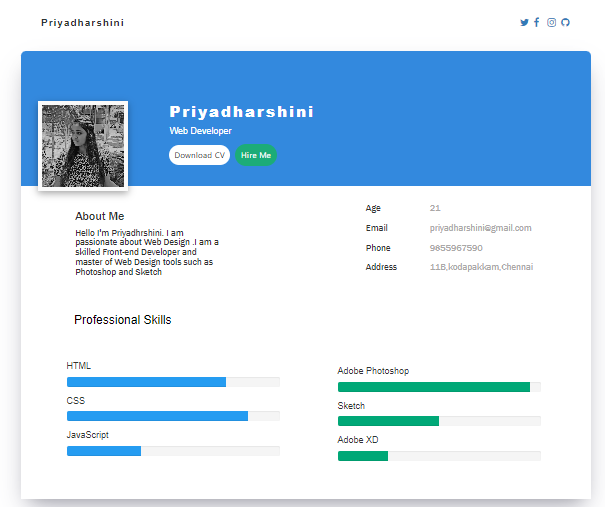 Priyadharshini
Priyadharshini
Web Developer
Download CV
Hire Me
About Me
Hello I'm Priyadhrshini. I am
passionate about Web Design .I am a
skilled Front-end Developer and
master of Web Design tools such as
Photoshop and Sketch
Age 21
Email priyadharshini@gmail.com
Phone 9855967590
Address 11B,kodapakkam,Chennai
Professional Skills
HTML
CSS
JavaScript
Adobe Photoshop
Sketch
Adobe XD